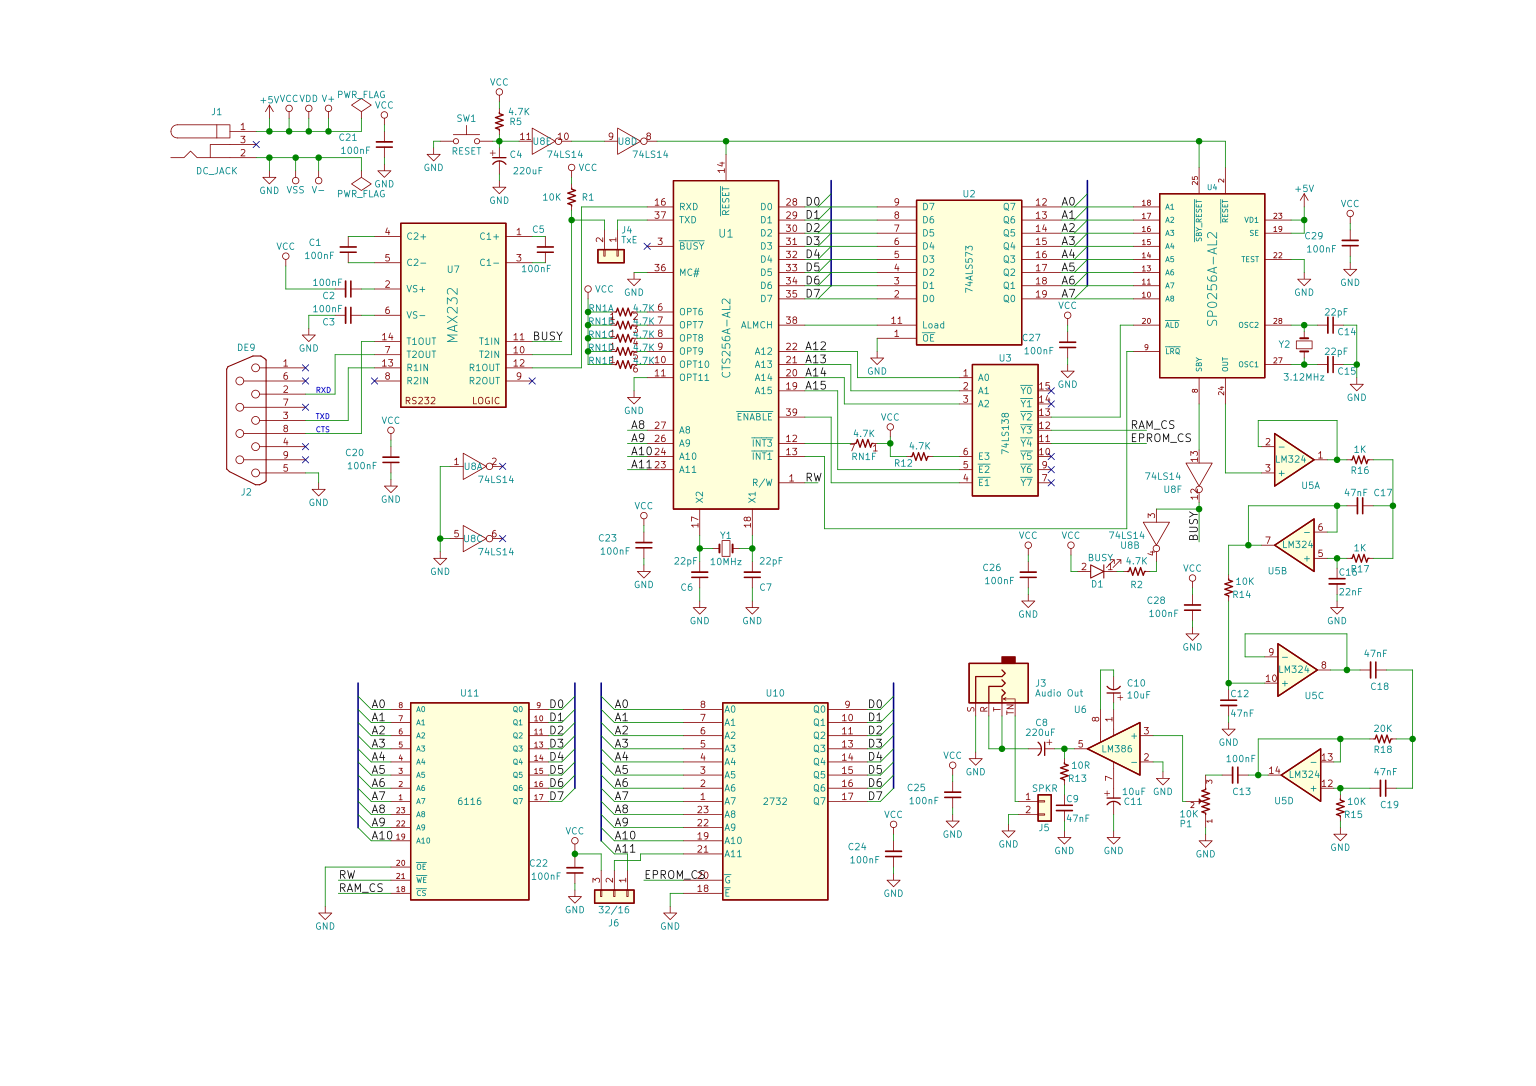 J1
1
3
2
DC_JACK
+5V VCC VDD V+ PWR_FLAG
GND VSS V- PWR_FLAG
VCC
C21
100nF
GND
SW1
RESET
GND
VCC
4.7K
R5
C4
220uF
GND
11 U8E 10
74LS14
9 U8D 8
74LS14
VCC
10K R1
J4
TxE
2 1
C1
100nF
C5
100nF
VCC
100nF
C2
100nF
C3
GND
U7
MAX232
4 C2+ C1+ 1
5 C2- C1- 3
2 VS+
6 VS-
14 T1OUT T1IN 11 BUSY
7 T2OUT T2IN 10
13 R1IN R1OUT 12
8 R2IN R2OUT 9
RS232 LOGIC
DE9
1
6
2 RXD
7
3 TXD
8 CTS
4
9
5
J2
GND
VCC
C20
100nF
GND
1 U8A 2
74LS14
5 U8C 6
74LS14
GND
VCC
RN1A 4.7K
RN1B 4.7K
RN1C 4.7K
RN1D 4.7K
RN1E 4.7K
GND
GND
U1
CTS256A-AL2
14 RESET
16 RXD D0 28 D0
37 TXD D1 29 D1
3 BUSY D2 30 D2
D3 31 D3
D4 32 D4
36 MC# D5 33 D5
D6 34 D6
D7 35 D7
6 OPT6
7 OPT7 ALMCH 38
8 OPT8
9 OPT9 A12 22 A12
10 OPT10 A13 21 A13
11 OPT11 A14 20 A14
A15 19 A15
ENABLE 39
A8 27 A8
A9 26 A9 INT3 12
A10 24 A10 INT1 13
A11 23 A11
R/W 1 RW
X2 X1
17 18
VCC
C23
100nF
GND
Y1
10MHz
22pF
C6
GND
22pF
C7
GND
U2
74ALS573
9 D7 Q7 12 A0
8 D6 Q6 13 A1
7 D5 Q5 14 A2
6 D4 Q4 15 A3
5 D3 Q3 16 A4
4 D2 Q2 17 A5
3 D1 Q1 18 A6
2 D0 Q0 19 A7
11 Load
1 OE
GND
VCC
C27
100nF
GND
U3
74LS138
1 A0 Y0 15
2 A1 Y1 14
3 A2 Y2 13
Y3 12 RAM_CS
Y4 11 EPROM_CS
6 E3 Y5 10
5 E2 Y6 9
4 E1 Y7 7
4.7K
RN1F
VCC
4.7K
R12
U4
SP0256A-AL2
25 SBY_RESET
2 RESET
18 A1 VD1 23
17 A2 SE 19
16 A3
15 A4
14 A5 TEST 22
13 A6
11 A7
10 A8
20 ALD OSC2 28
9 LRQ OSC1 27
SBY OUT
8 24
+5V
GND
VCC
C29
100nF
GND
22pF
C14
Y2
3.12MHz
22pF
C15
GND
13
74LS14
U8F
12
BUSY
3
74LS14
U8B
4
VCC
BUSY
2 1
D1
4.7K
R2
VCC
C26
100nF
GND
VCC
C28
100nF
GND
2
3
LM324
1
U5A
1K
R16
47nF C17
6
5
LM324
7
U5B
1K
R17
C16
22nF
GND
10K
R14
9
10
LM324
8
U5C
47nF
C18
C12
47nF
GND
20K
R18
13
12
LM324
14
U5D
47nF
C19
10K
R15
GND
100nF
C13
3
2
1
10K
P1
GND
J3
Audio Out
S R T TN
GND
C8
220uF
U6
LM386
C10
10uF
8 1
5
3
2
7
GND
10R
R13
C9
47nF
GND
10uF
C11
GND
SPKR
1
2
J5
GND
U11
6116
A0 8 A0 Q0 9 D0
A1 7 A1 Q1 10 D1
A2 6 A2 Q2 11 D2
A3 5 A3 Q3 13 D3
A4 4 A4 Q4 14 D4
A5 3 A5 Q5 15 D5
A6 2 A6 Q6 16 D6
A7 1 A7 Q7 17 D7
A8 23 A8
A9 22 A9
A10 19 A10
20 OE
RW 21 WE
RAM_CS 18 CS
GND
VCC
C22
100nF
GND
3 2 1
32/16
J6
U10
2732
A0 8 A0 Q0 9 D0
A1 7 A1 Q1 10 D1
A2 6 A2 Q2 11 D2
A3 5 A3 Q3 13 D3
A4 4 A4 Q4 14 D4
A5 3 A5 Q5 15 D5
A6 2 A6 Q6 16 D6
A7 1 A7 Q7 17 D7
A8 23 A8
A9 22 A9
A10 19 A10
A11 21 A11
EPROM_CS 20 G
18 E
GND
VCC
C24
100nF
GND
VCC
C25
100nF
GND